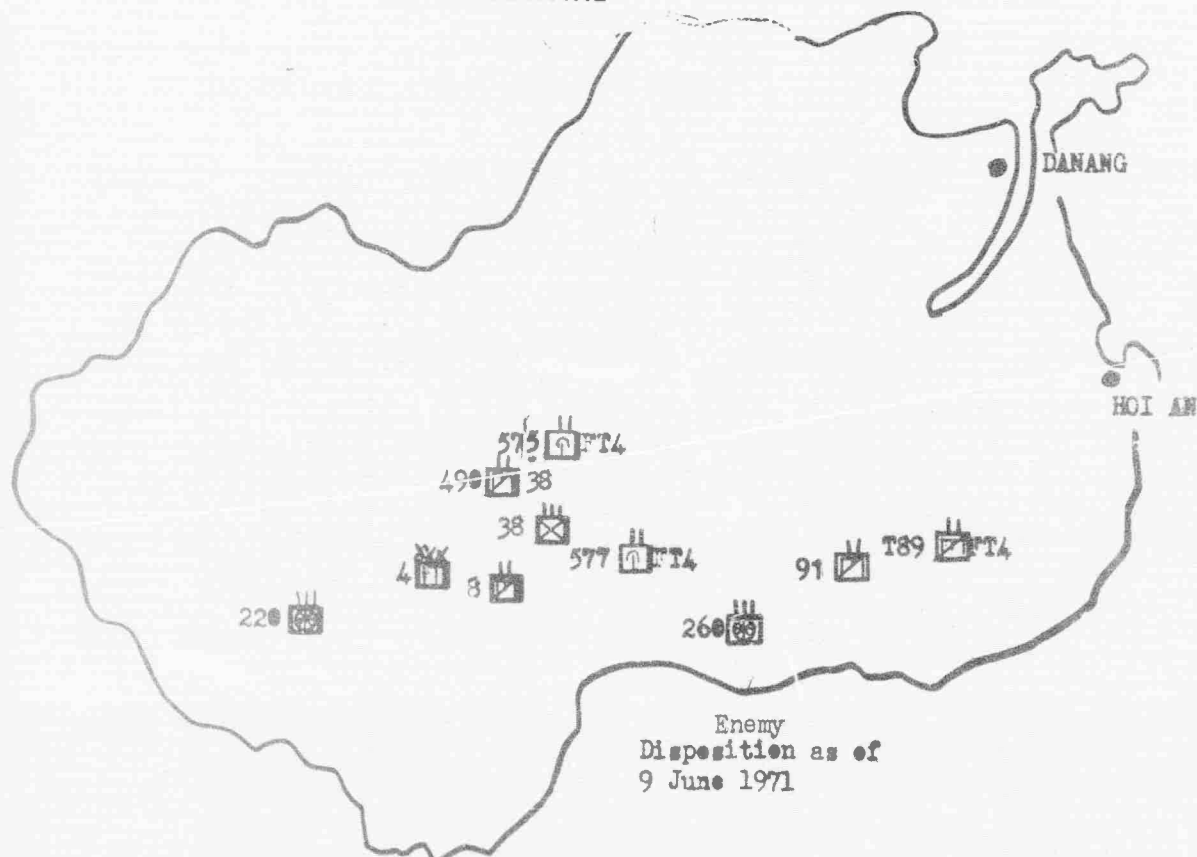 DANANG
HOI AN
575 FT4
490 38
38
577 FT4
T89 FT4
91
4
8
220
260
Enemy
Disposition as of
9 June 1971